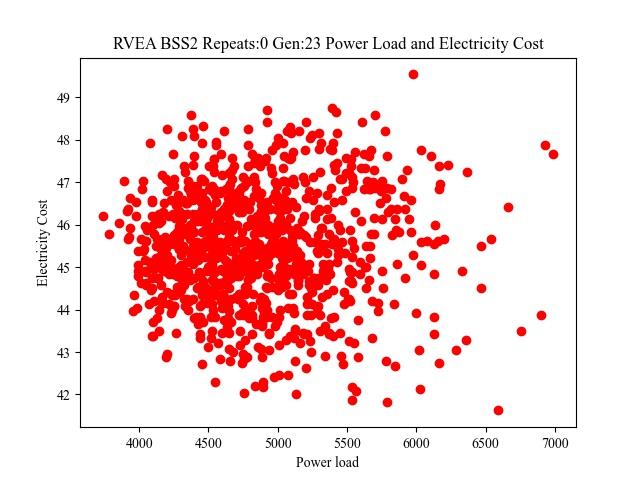 RVEA BSS2 Repeats:0 Gen:23 Power Load and Electricity Cost
49
48
47
46
45
44
43
42
Electricity Cost
4000 4500 5000 5500 6000 6500 7000
Power load